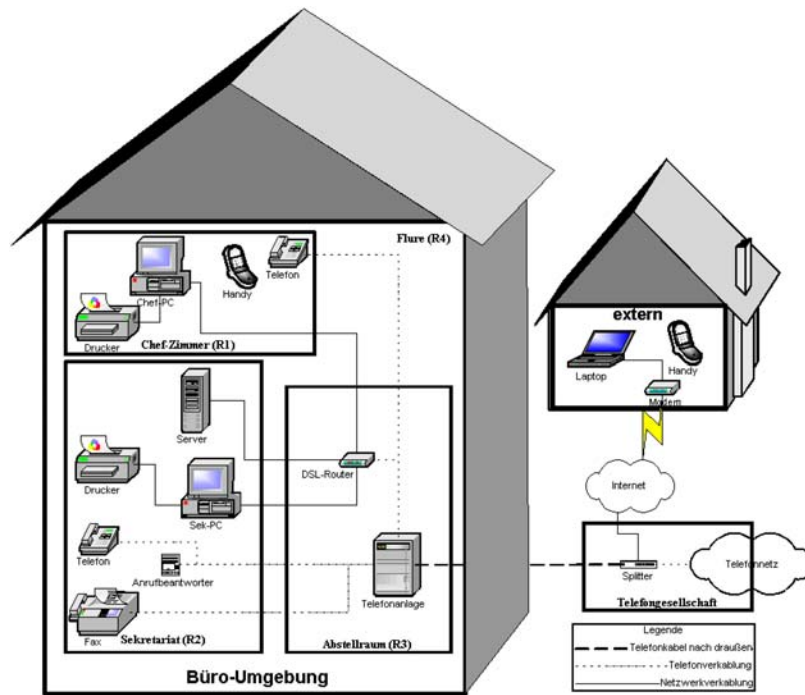 Flure (R4)
Telefon
Handy
Chef-PC
Drucker
Chef-Zimmer (R1)
Server
Drucker
Sek-PC
DSL-Router
Telefon
Anrufbeantworter
Telefonanlage
Fax
Sekretariat (R2)
Abstellraum (R3)
Büro-Umgebung
extern
Laptop
Handy
Modem
Internet
Splitter
Telefonnetz
Telefongesellschaft
Legende
Telefonkabel nach draußen
Telefonverkablung
Netzwerkverkablung